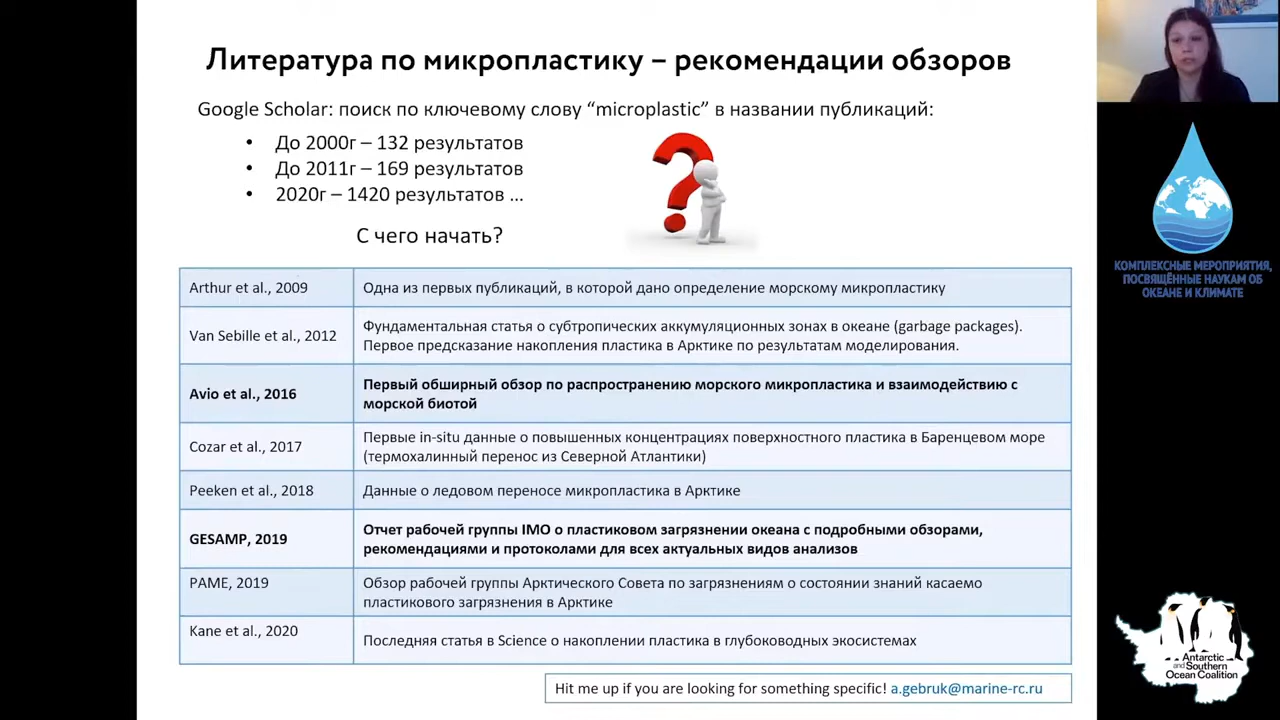 Литература по микропластику – рекомендации обзоров
Google Scholar: поиск по ключевому слову “microplastic” в названии публикаций:
• До 2000г – 132 результатов
• До 2011г – 169 результатов
• 2020г – 1420 результатов ...
С чего начать?
Arthur et al., 2009
Одна из первых публикаций, в которой дано определение морскому микропластику
Van Sebille et al., 2012
Фундаментальная статья о субтропических аккумуляционных зонах в океане (garbage packages).
Первое предсказание накопления пластика в Арктике по результатам моделирования.
Avio et al., 2016
Первый обширный обзор по распространению морского микропластика и взаимодействию с
морской биотой
Cozar et al., 2017
Первые in-situ данные о повышенных концентрациях поверхностного пластика в Баренцевом море
(термохалинный перенос из Северной Атлантики)
Peeken et al., 2018
Данные о ледовом переносе микропластика в Арктике
GESAMP, 2019
Отчет рабочей группы IMO о пластиковом загрязнении океана с подробными обзорами,
рекомендациями и протоколами для всех актуальных видов анализов
PAME, 2019
Обзор рабочей группы Арктического Совета по загрязнениям о состоянии знаний касаемо
пластикового загрязнения в Арктике
Kane et al., 2020
Последняя статья в Science о накоплении пластика в глубоководных экосистемах
Hit me up if you are looking for something specific! a.gebruk@marine-rc.ru
КОМПЛЕКСНЫЕ МЕРОПРИЯТИЯ,
ПОСВЯЩЁННЫЕ НАУКАМ ОБ
ОКЕАНЕ И КЛИМАТЕ
Antarctic
and Southern
Ocean Coalition